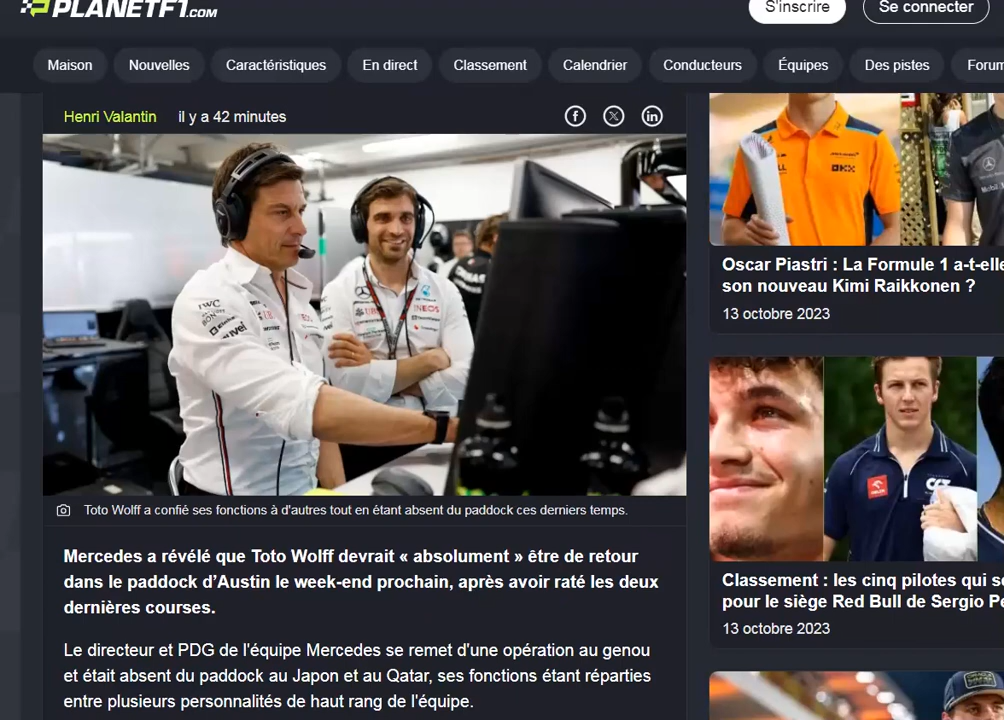 PLANETF1.COM
S'inscrire
Se connecter
Maison
Nouvelles
Caractéristiques
En direct
Classement
Calendrier
Conducteurs
Équipes
Des pistes
Forum
Henri Valantin il y a 42 minutes
IWC
INEOS
Toto Wolff a confié ses fonctions à d'autres tout en étant absent du paddock ces derniers temps.
Mercedes a révélé que Toto Wolff devrait « absolument » être de retour
dans le paddock d’Austin le week-end prochain, après avoir raté les deux
dernières courses.
Le directeur et PDG de l'équipe Mercedes se remet d'une opération au genou
et était absent du paddock au Japon et au Qatar, ses fonctions étant réparties
entre plusieurs personnalités de haut rang de l'équipe.
OKX
Oscar Piastri : La Formule 1 a-t-elle
son nouveau Kimi Raikkonen ?
13 octobre 2023
Classement : les cinq pilotes qui
pour le siège Red Bull de Sergio
13 octobre 2023